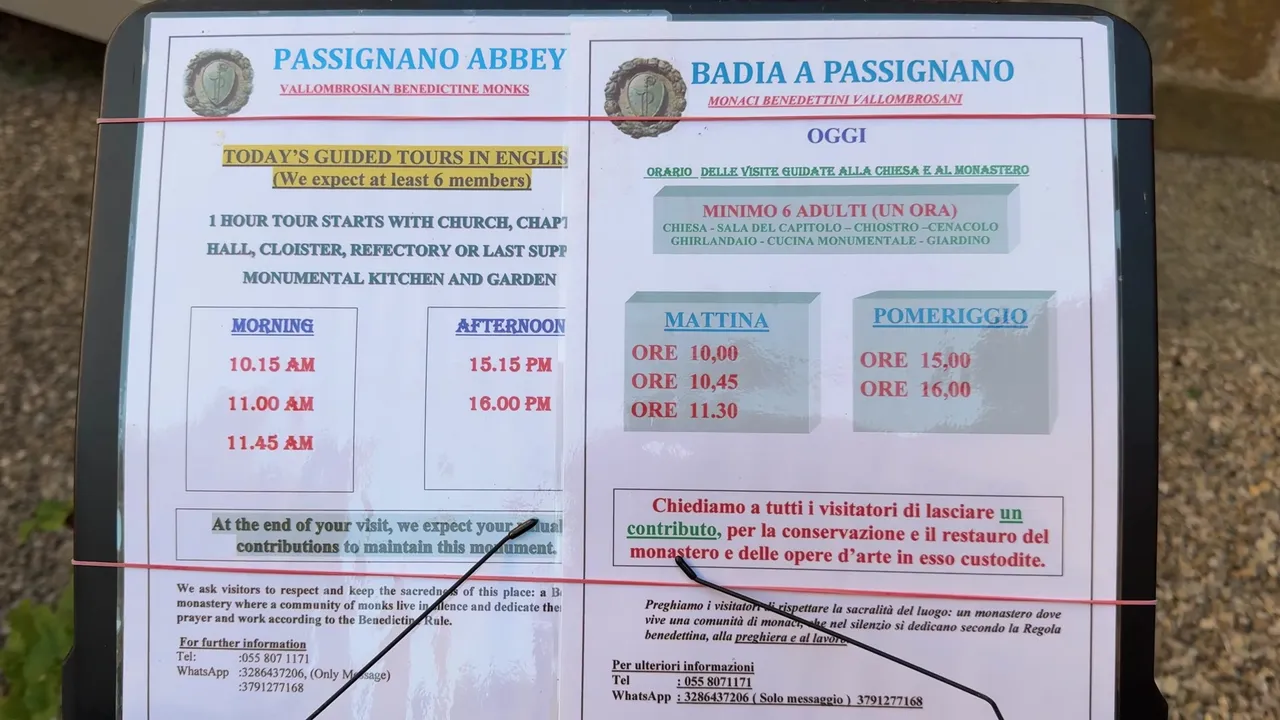 PASSIGNANO ABBEY
VALLOMBROSIAN BENEDICTINE MONKS
TODAY'S GUIDED TOURS IN ENGLIS
(We expect at least 6 members)
1 HOUR TOUR STARTS WITH CHURCH, CHAPT
HALL, CLOISTER, REFECTORY OR LAST SUPP
MONUMENTAL KITCHEN AND GARDEN
MORNING
10.15 AM
11.00 AM
11.45 AM
AFTERNOON
15.15 PM
16.00 PM
At the end of your visit, we expect your
contributions to maintain this monument.
We ask visitors to respect and keep the sacredness of this place: a
monastery where a community of monks live in silence and dedicate
prayer and work according to the Benedictine Rule.
For further information
Tel: :055 807 1171
WhatsApp :3286437206, (Only Message)
:3791277168
BADIA A PASSIGNANO
MONACI BENEDETTINI VALLOMBROSANI
OGGI
ORARIO DELLE VISITE GUIDATE ALLA CHIESA E AL MONASTERO
MINIMO 6 ADULTI (UN ORA)
CHIESA - SALA DEL CAPITOLO – CHIOSTRO –CENACOLO
GHIRLANDAIO - CUCINA MONUMENTALE - GIARDINO
MATTINA
ORE 10,00
ORE 10,45
ORE 11.30
POMERIGGIO
ORE 15,00
ORE 16,00
Chiediamo a tutti i visitatori di lasciare un
contributo, per la conservazione e il restauro del
monastero e delle opere d'arte in esso custodite.
Preghiamo i visitatori di rispettare la sacralità del luogo: un monastero dove
vive una comunità di monaci, che nel silenzio si dedicano secondo la Regola
benedettina, alla preghiera e al lavoro.
Per ulteriori informazioni
Tel : 055 8071171
WhatsApp : 3286437206 ( Solo messaggio ) 3791277168